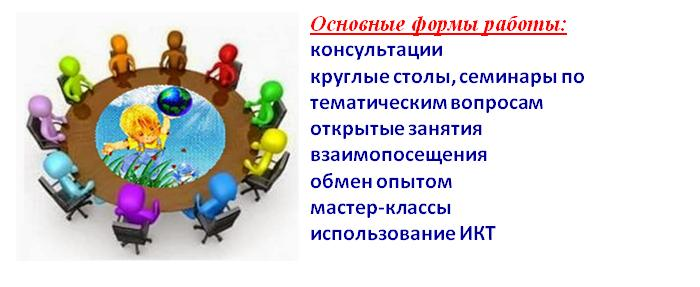 Основные формы работы:
консультации
круглые столы, семинары по
тематическим вопросам
открытые занятия
взаимопосещения
обмен опытом
мастер-классы
использование ИКТ